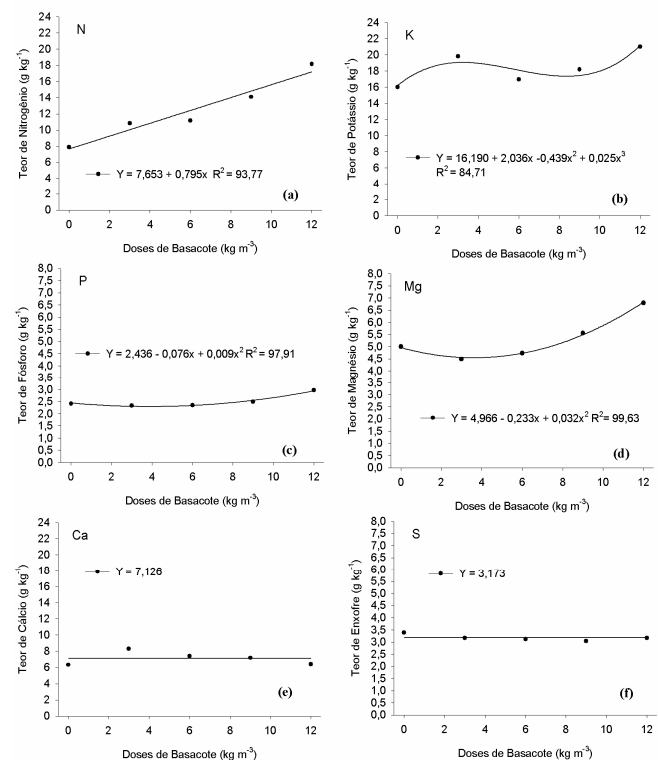 N
Teor de Nitrogênio (g kg-1)
24
22
20
18
16
14
12
10
8
6
4
2
0
Y = 7,653 + 0,795x R2 = 93,77
(a)
0 2 4 6 8 10 12
Doses de Basacote (kg m-3)
K
Teor de Potássio (g kg-1)
24
22
20
18
16
14
12
10
8
6
4
2
0
Y = 16,190 + 2,036x -0,439x2 + 0,025x3
R2 = 84,71
(b)
0 2 4 6 8 10 12
Doses de Basacote (kg m-3)
P
Teor de Fósforo (g kg-1)
8,0
7,5
7,0
6,5
6,0
5,5
5,0
4,5
4,0
3,5
3,0
2,5
2,0
1,5
1,0
0,5
0,0
Y = 2,436 - 0,076x + 0,009x2 R2 = 97,91
(c)
0 2 4 6 8 10 12
Doses de Basacote (kg m-3)
Mg
Teor de Magnésio (g kg-1)
8,0
7,5
7,0
6,5
6,0
5,5
5,0
4,5
4,0
3,5
3,0
2,5
2,0
1,5
1,0
0,5
0,0
Y = 4,966 - 0,233x + 0,032x2 R2= 99,63
(d)
0 2 4 6 8 10 12
Doses de Basacote (kg m-3)
Ca
Teor de Cálcio (g kg-1)
24
22
20
18
16
14
12
10
8
6
4
2
0
Y = 7,126
(e)
0 2 4 6 8 10 12
Doses de Basacote (kg m-3)
S
Teor de Enxofre (g kg-1)
8,0
7,5
7,0
6,5
6,0
5,5
5,0
4,5
4,0
3,5
3,0
2,5
2,0
1,5
1,0
0,5
0,0
Y = 3,173
(f)
0 2 4 6 8 10 12
Doses de Basacote (kg m-3)